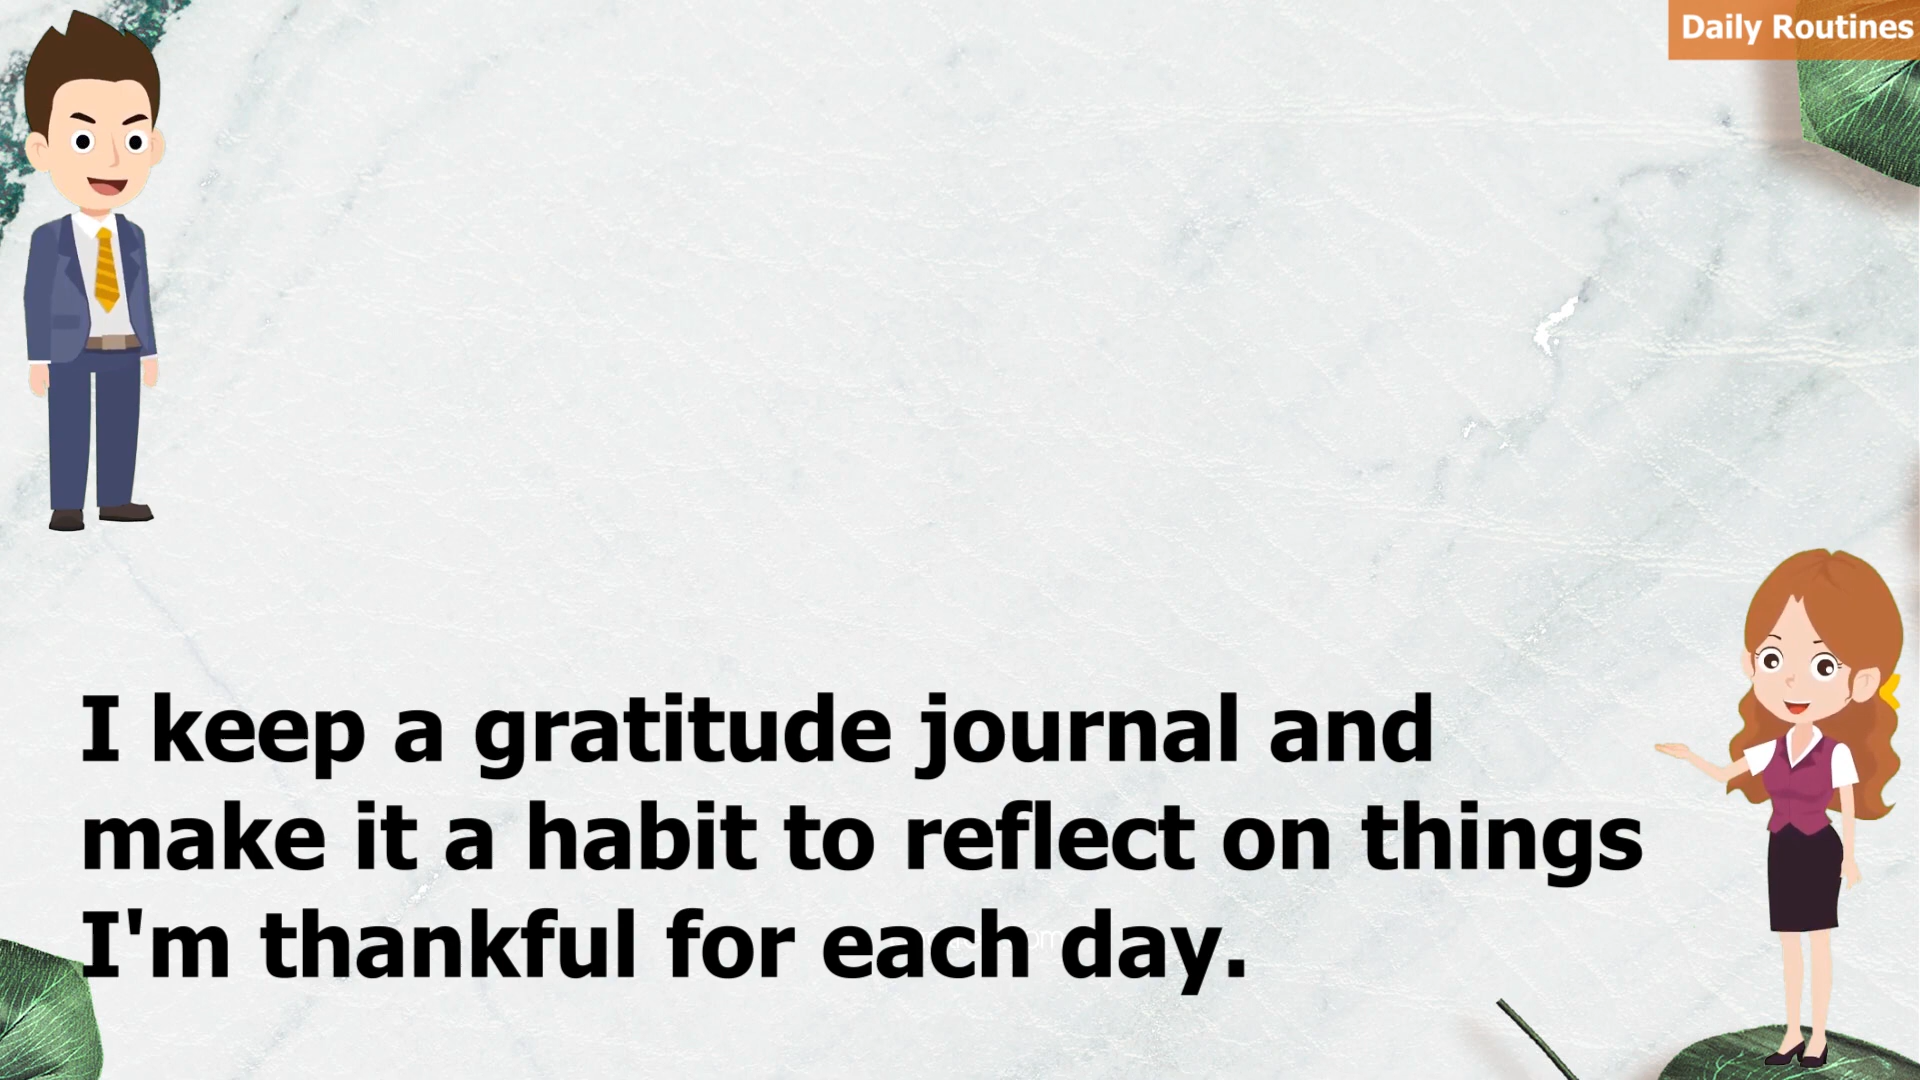 Daily Routines
I keep a gratitude journal and
make it a habit to reflect on things
I'm thankful for each day.